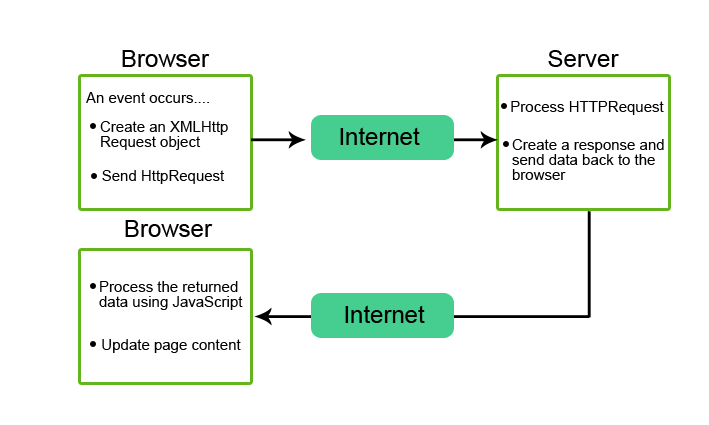 Browser
An event occurs....
• Create an XMLHttp
Request object
• Send HttpRequest
Internet
Server
• Process HTTPRequest
• Create a response and
send data back to the
browser
Internet
Browser
• Process the returned
data using JavaScript
• Update page content